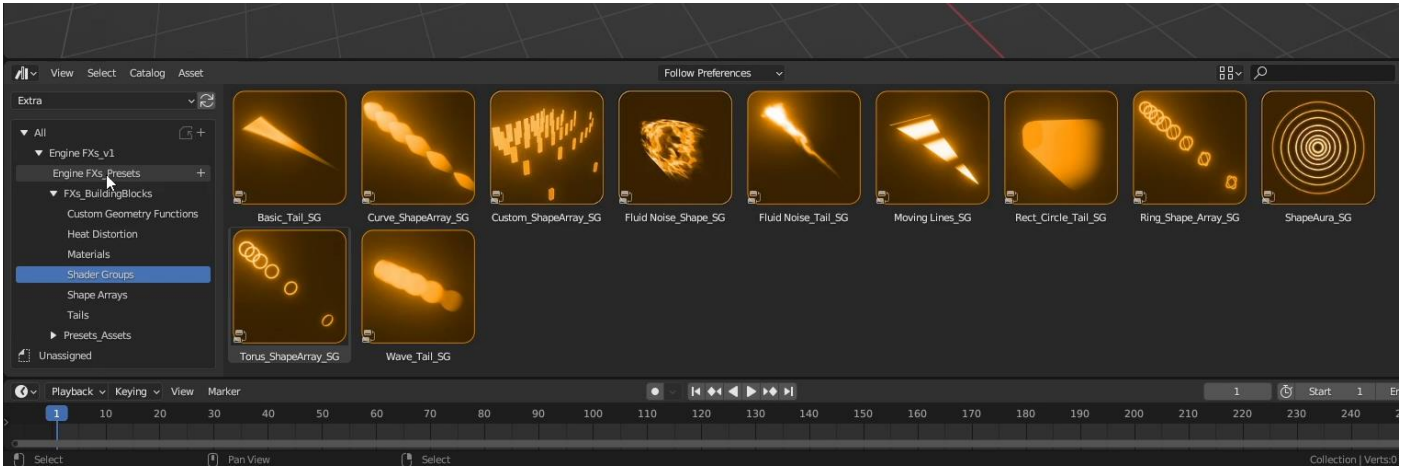 View Select Catalog Asset Follow Preferences
Extra
All
Engine FXs_v1
Engine FXs_Presets
FXs_BuildingBlocks
Custom Geometry Functions
Heat Distortion
Materials
Shader Groups
Shape Arrays
Tails
Presets_Assets
Unassigned
Basic_Tail_SG Curve_ShapeArray_SG Custom_ShapeArray_SG Fluid Noise_Shape_SG Fluid Noise_Tail_SG Moving Lines_SG Rect_Circle_Tail_SG Ring_Shape_Array_SG ShapeAura_SG
Torus_ShapeArray_SG Wave_Tail_SG
Playback Keying View Marker 1 Start 1
1 10 20 30 40 50 60 70 80 90 100 110 120 130 140 150 160 170 180 190 200 210 220 230 240
Select Pan View Select Collection | Verts:0